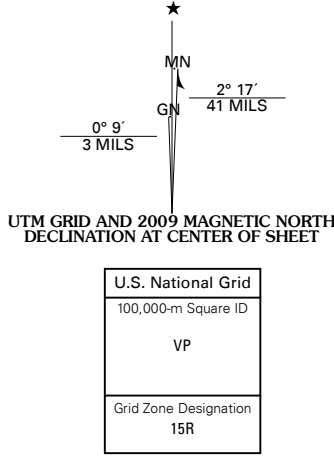 ★
MN
GN
2° 17´
41 MILS
0° 9´
3 MILS
UTM GRID AND 2009 MAGNETIC NORTH
DECLINATION AT CENTER OF SHEET
U.S. National Grid
100,000-m Square ID
VP
Grid Zone Designation
15R